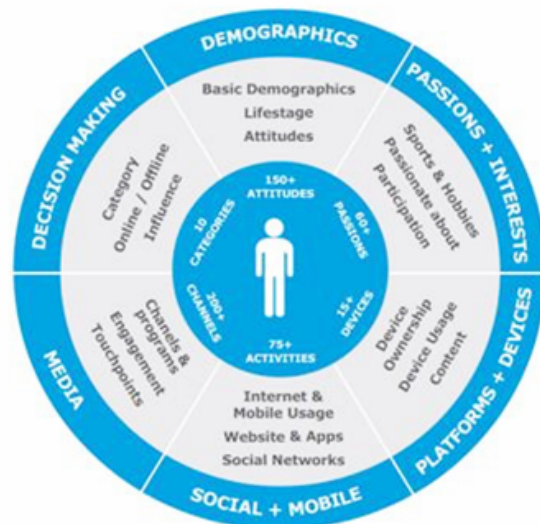 DEMOGRAPHICS
Basic Demographics
Lifestage
Attitudes
150+
ATTITUDES
PASSIONS + INTERESTS
Sports & Hobbies
Passionate about
Participation
60+
PASSIONS
PLATFORMS + DEVICES
Device
Ownership
Device Usage
Content
15+
DEVICES
SOCIAL + MOBILE
Internet &
Mobile Usage
Website & Apps
Social Networks
75+
ACTIVITIES
MEDIA
Chanels &
programs
Engagement
Touchpoints
200+
CHANNELS
DECISION MAKING
Category
Online / Offline
Influence
10
CATEGORIES